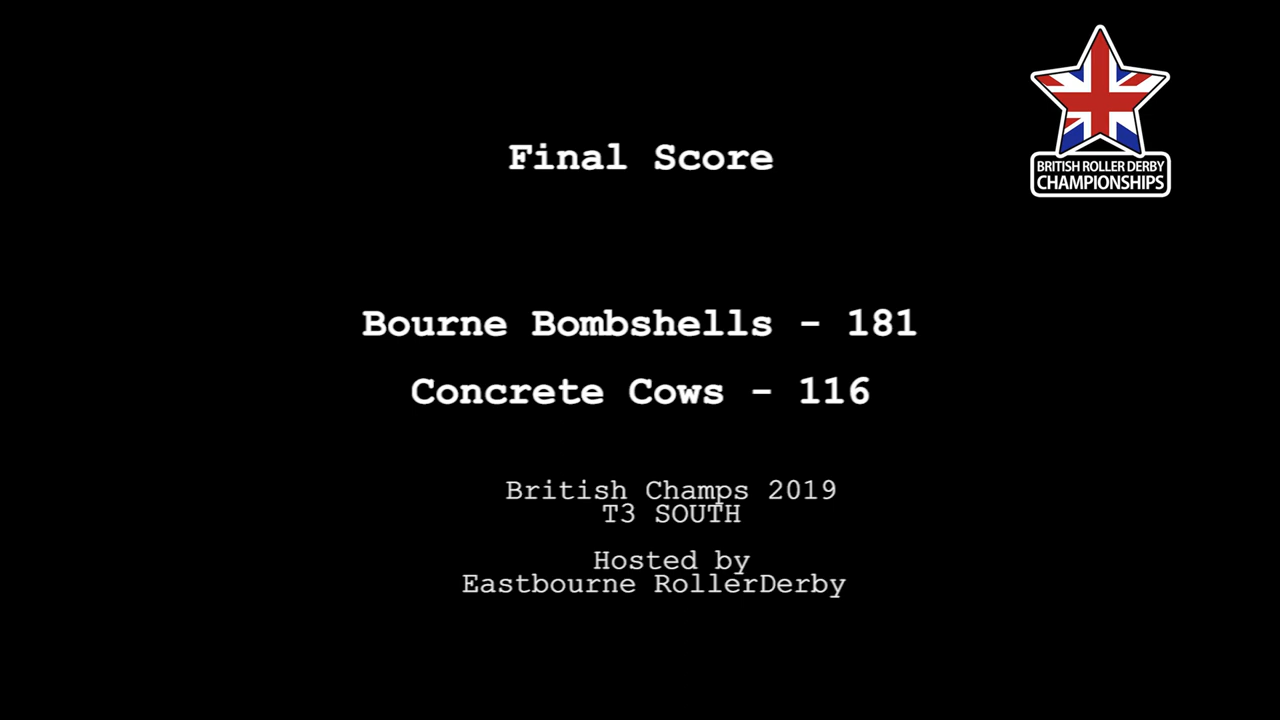 BRITISH ROLLER DERBY
CHAMPIONSHIPS
Final Score
Bourne Bombshells - 181
Concrete Cows - 116
British Champs 2019
T3 SOUTH
Hosted by
Eastbourne RollerDerby